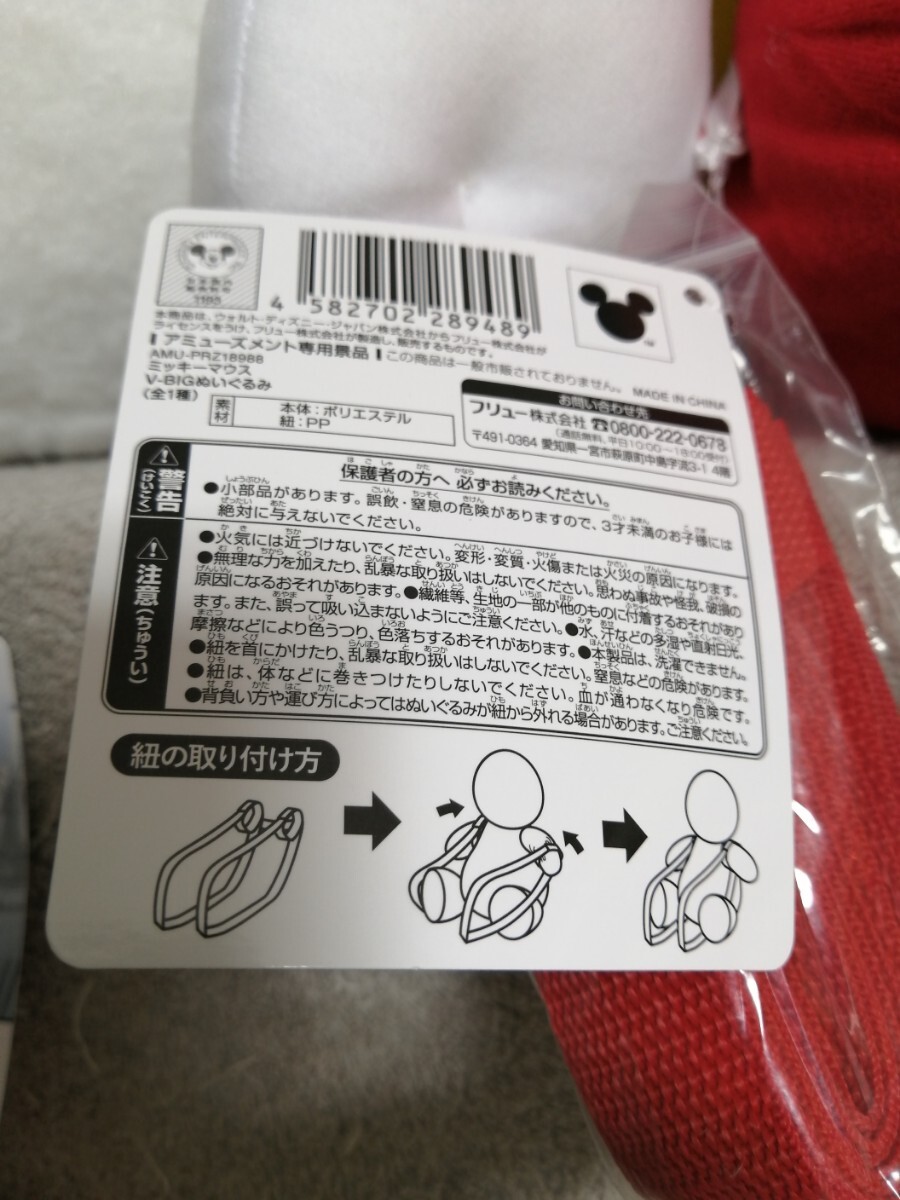 4 582702 289489
本商品は、ウォルト・ディズニー・ジャパン株式会社からフリュー株式会社が
ライセンスをうけ、フリュー株式会社が製造し、販売するものです。
アミューズメント専用景品 この商品は一般市販されておりません。 MADE IN CHINA
AMU-PRZ18988
ミッキーマウス
V-BIGぬいぐるみ
(全1種)
素材
本体:ポリエステル
紐:PP
お問い合わせ先
フリュー株式会社 ☎0800-222-0678
(通話無料、平日10:00〜18:00受付)
〒491-0364 愛知県一宮市萩原町中島字流3-1 4階
警告
(けいこく)
保護者の方へ 必ずお読みください。
●小部品があります。誤飲・窒息の危険がありますので、3才未満のお子様には
絶対に与えないでください。
注意(ちゅうい)
●火気には近づけないでください。変形・変質・火傷または火災の原因になります。
●無理な力を加えたり、乱暴な取り扱いはしないでください。思わぬ事故や怪我、破損の
原因になるおそれがあります。●繊維等、生地の一部が他のものに付着するおそれがあり
ます。また、誤って吸い込まないようにご注意ください。●水、汗などの多湿や直射日光、
摩擦などにより色うつり、色落ちするおそれがあります。●本製品は、洗濯できません。
●紐を首にかけたり、乱暴な取り扱いはしないでください。窒息などの危険があります。
●紐は、体などに巻きつけたりしないでください。血が通わなくなり危険です。
●背負い方や運び方によってはぬいぐるみが紐から外れる場合があります。ご注意ください。
紐の取り付け方